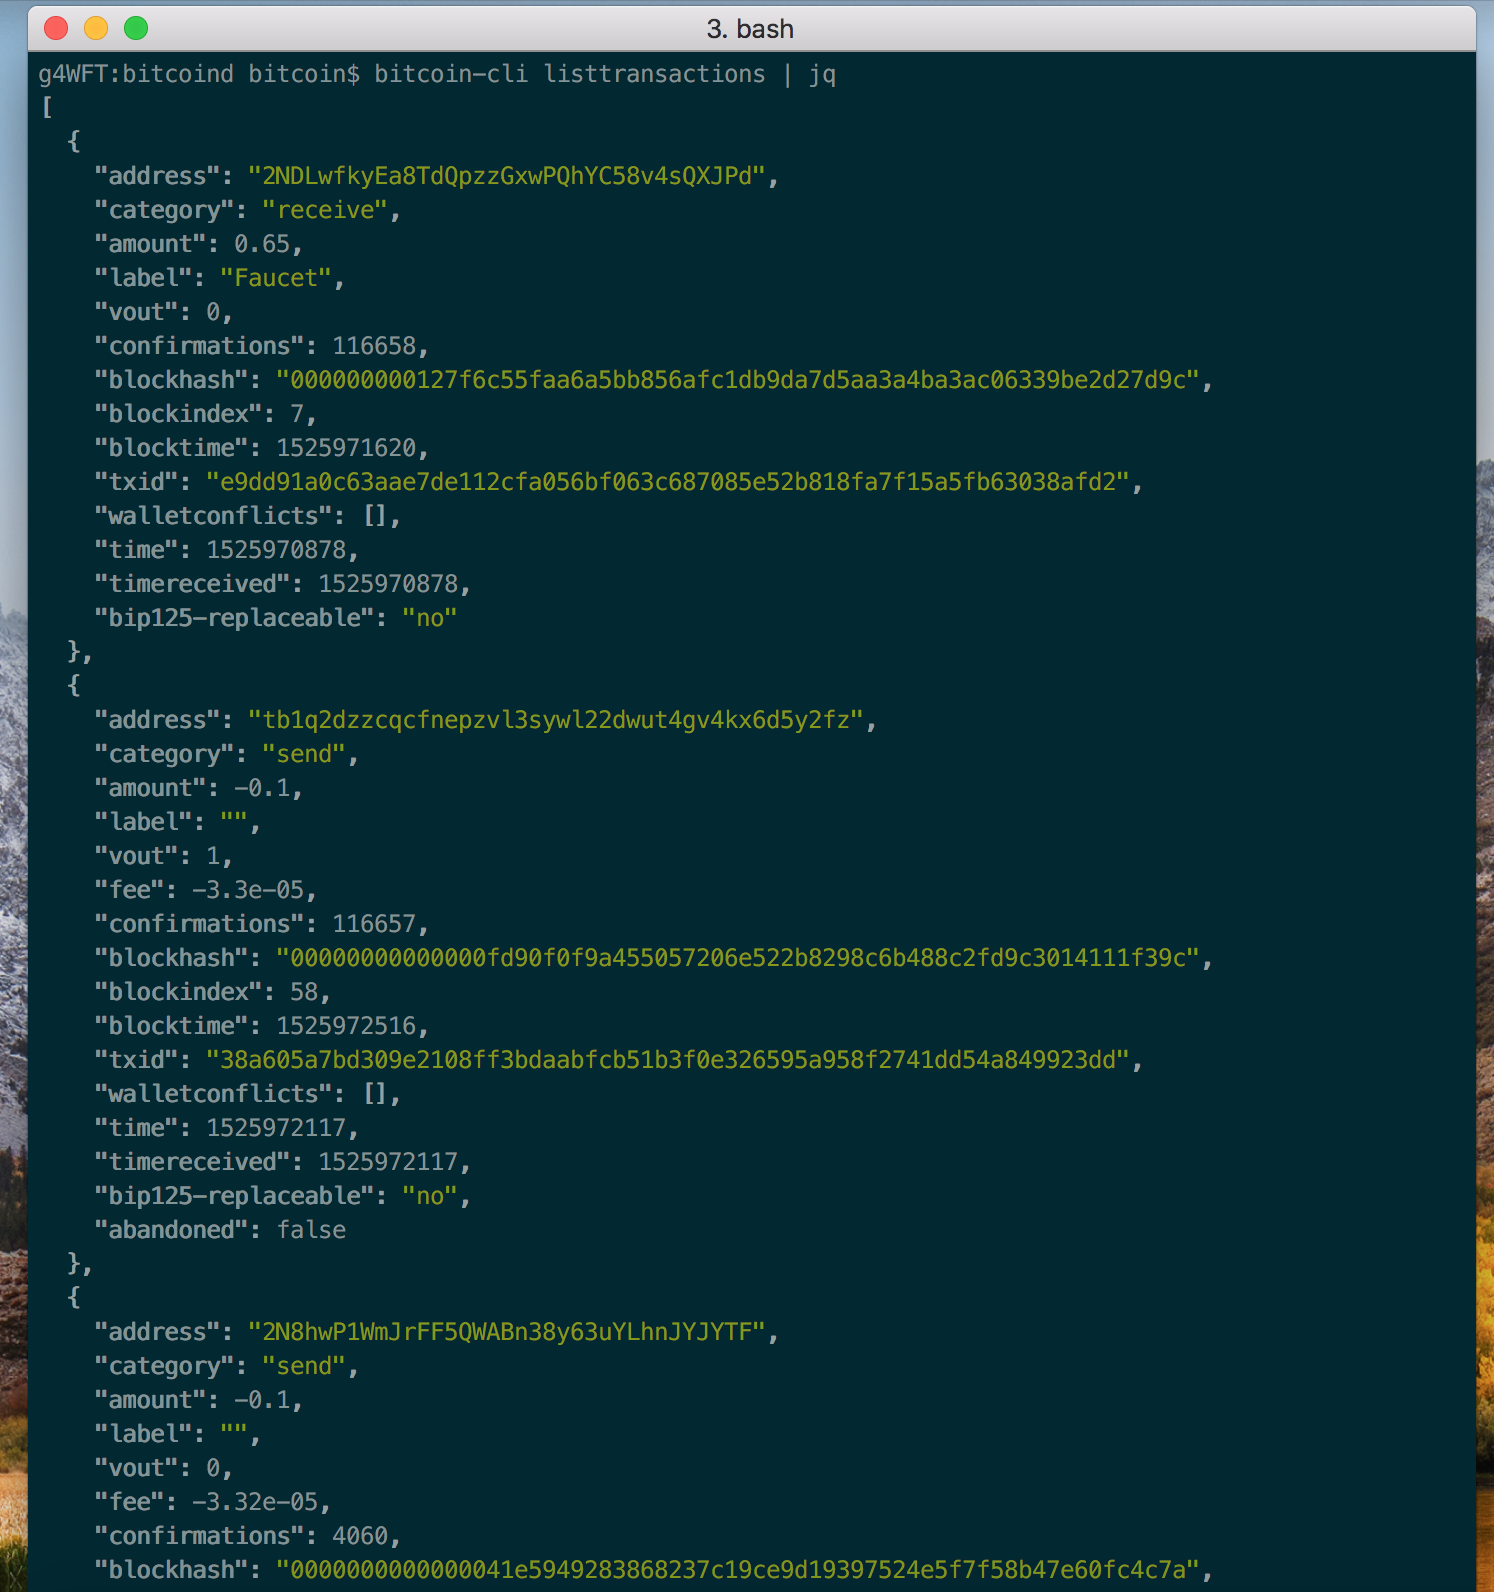 3. bash
g4WFT:bitcoind bitcoin$ bitcoin-cli listtransactions | jq
[
  {
    "address": "2NDLwfkyEa8TdQpzzGxwPQhYC58v4sQXJPd",
    "category": "receive",
    "amount": 0.65,
    "label": "Faucet",
    "vout": 0,
    "confirmations": 116658,
    "blockhash": "000000000127f6c55faa6a5bb856afc1db9da7d5aa3a4ba3ac06339be2d27d9c",
    "blockindex": 7,
    "blocktime": 1525971620,
    "txid": "e9dd91a0c63aae7de112cfa056bf063c687085e52b818fa7f15a5fb63038afd2",
    "walletconflicts": [],
    "time": 1525970878,
    "timereceived": 1525970878,
    "bip125-replaceable": "no"
  },
  {
    "address": "tb1q2dzzcqcfnepzvl3sywl22dwut4gv4kx6d5y2fz",
    "category": "send",
    "amount": -0.1,
    "label": "",
    "vout": 1,
    "fee": -3.3e-05,
    "confirmations": 116657,
    "blockhash": "00000000000000fd90f0f9a455057206e522b8298c6b488c2fd9c3014111f39c",
    "blockindex": 58,
    "blocktime": 1525972516,
    "txid": "38a605a7bd309e2108ff3bdaabfcb51b3f0e326595a958f2741dd54a849923dd",
    "walletconflicts": [],
    "time": 1525972117,
    "timereceived": 1525972117,
    "bip125-replaceable": "no",
    "abandoned": false
  },
  {
    "address": "2N8hwP1WmJrFF5QWABn38y63uYLhnJYJYTF",
    "category": "send",
    "amount": -0.1,
    "label": "",
    "vout": 0,
    "fee": -3.32e-05,
    "confirmations": 4060,
    "blockhash": "0000000000000041e5949283868237c19ce9d19397524e5f7f58b47e60fc4c7a",